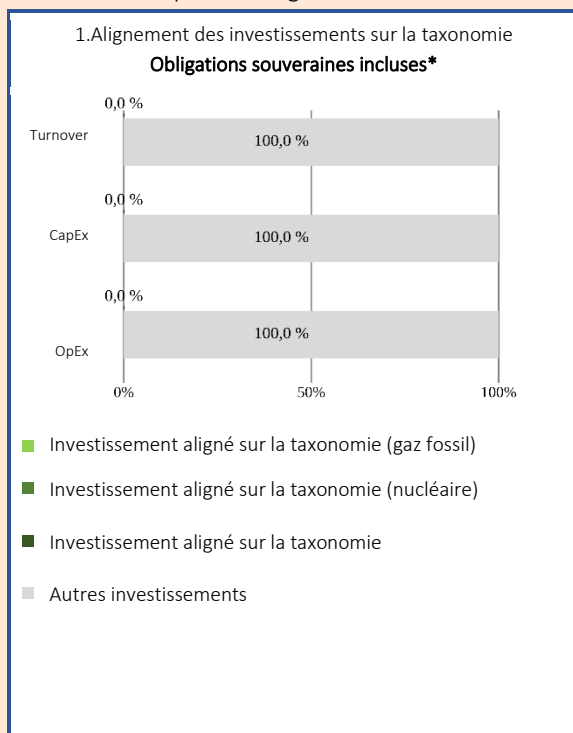 1.Alignement des investissements sur la taxonomie
Obligations souveraines incluses*
0,0 %
Turnover
100,0 %
0,0 %
CapEx
100,0 %
0,0 %
OpEx
100,0 %
0%
50%
100%
Investissement aligné sur la taxonomie (gaz fossil)
Investissement aligné sur la taxonomie (nucléaire)
Investissement aligné sur la taxonomie
Autres investissements